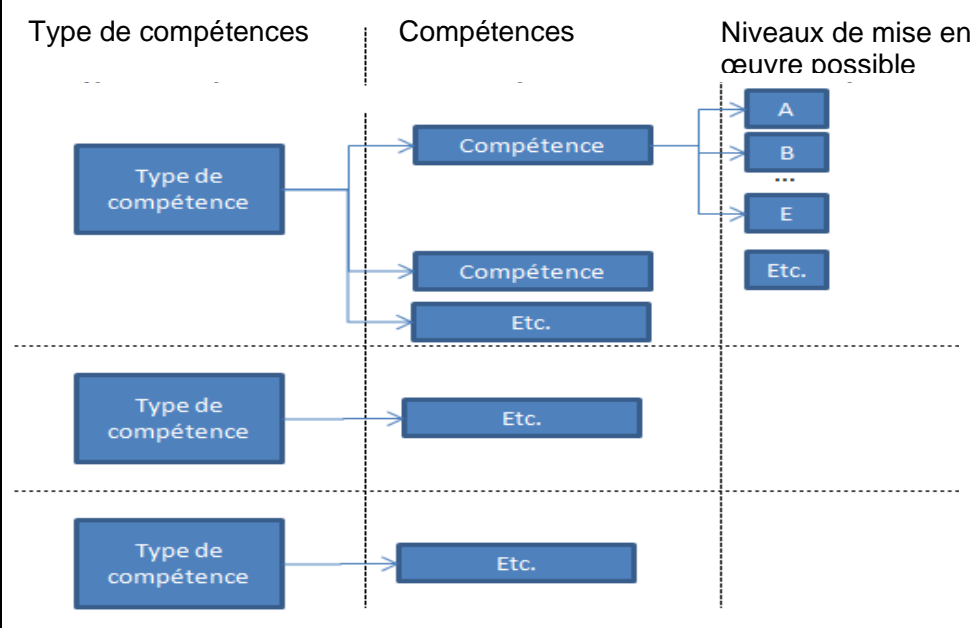 Type de compétences
Compétences
Niveaux de mise en
œuvre possible
Type de
compétence
Compétence
A
B
...
E
Etc.
Compétence
Etc.
Type de
compétence
Etc.
Type de
compétence
Etc.